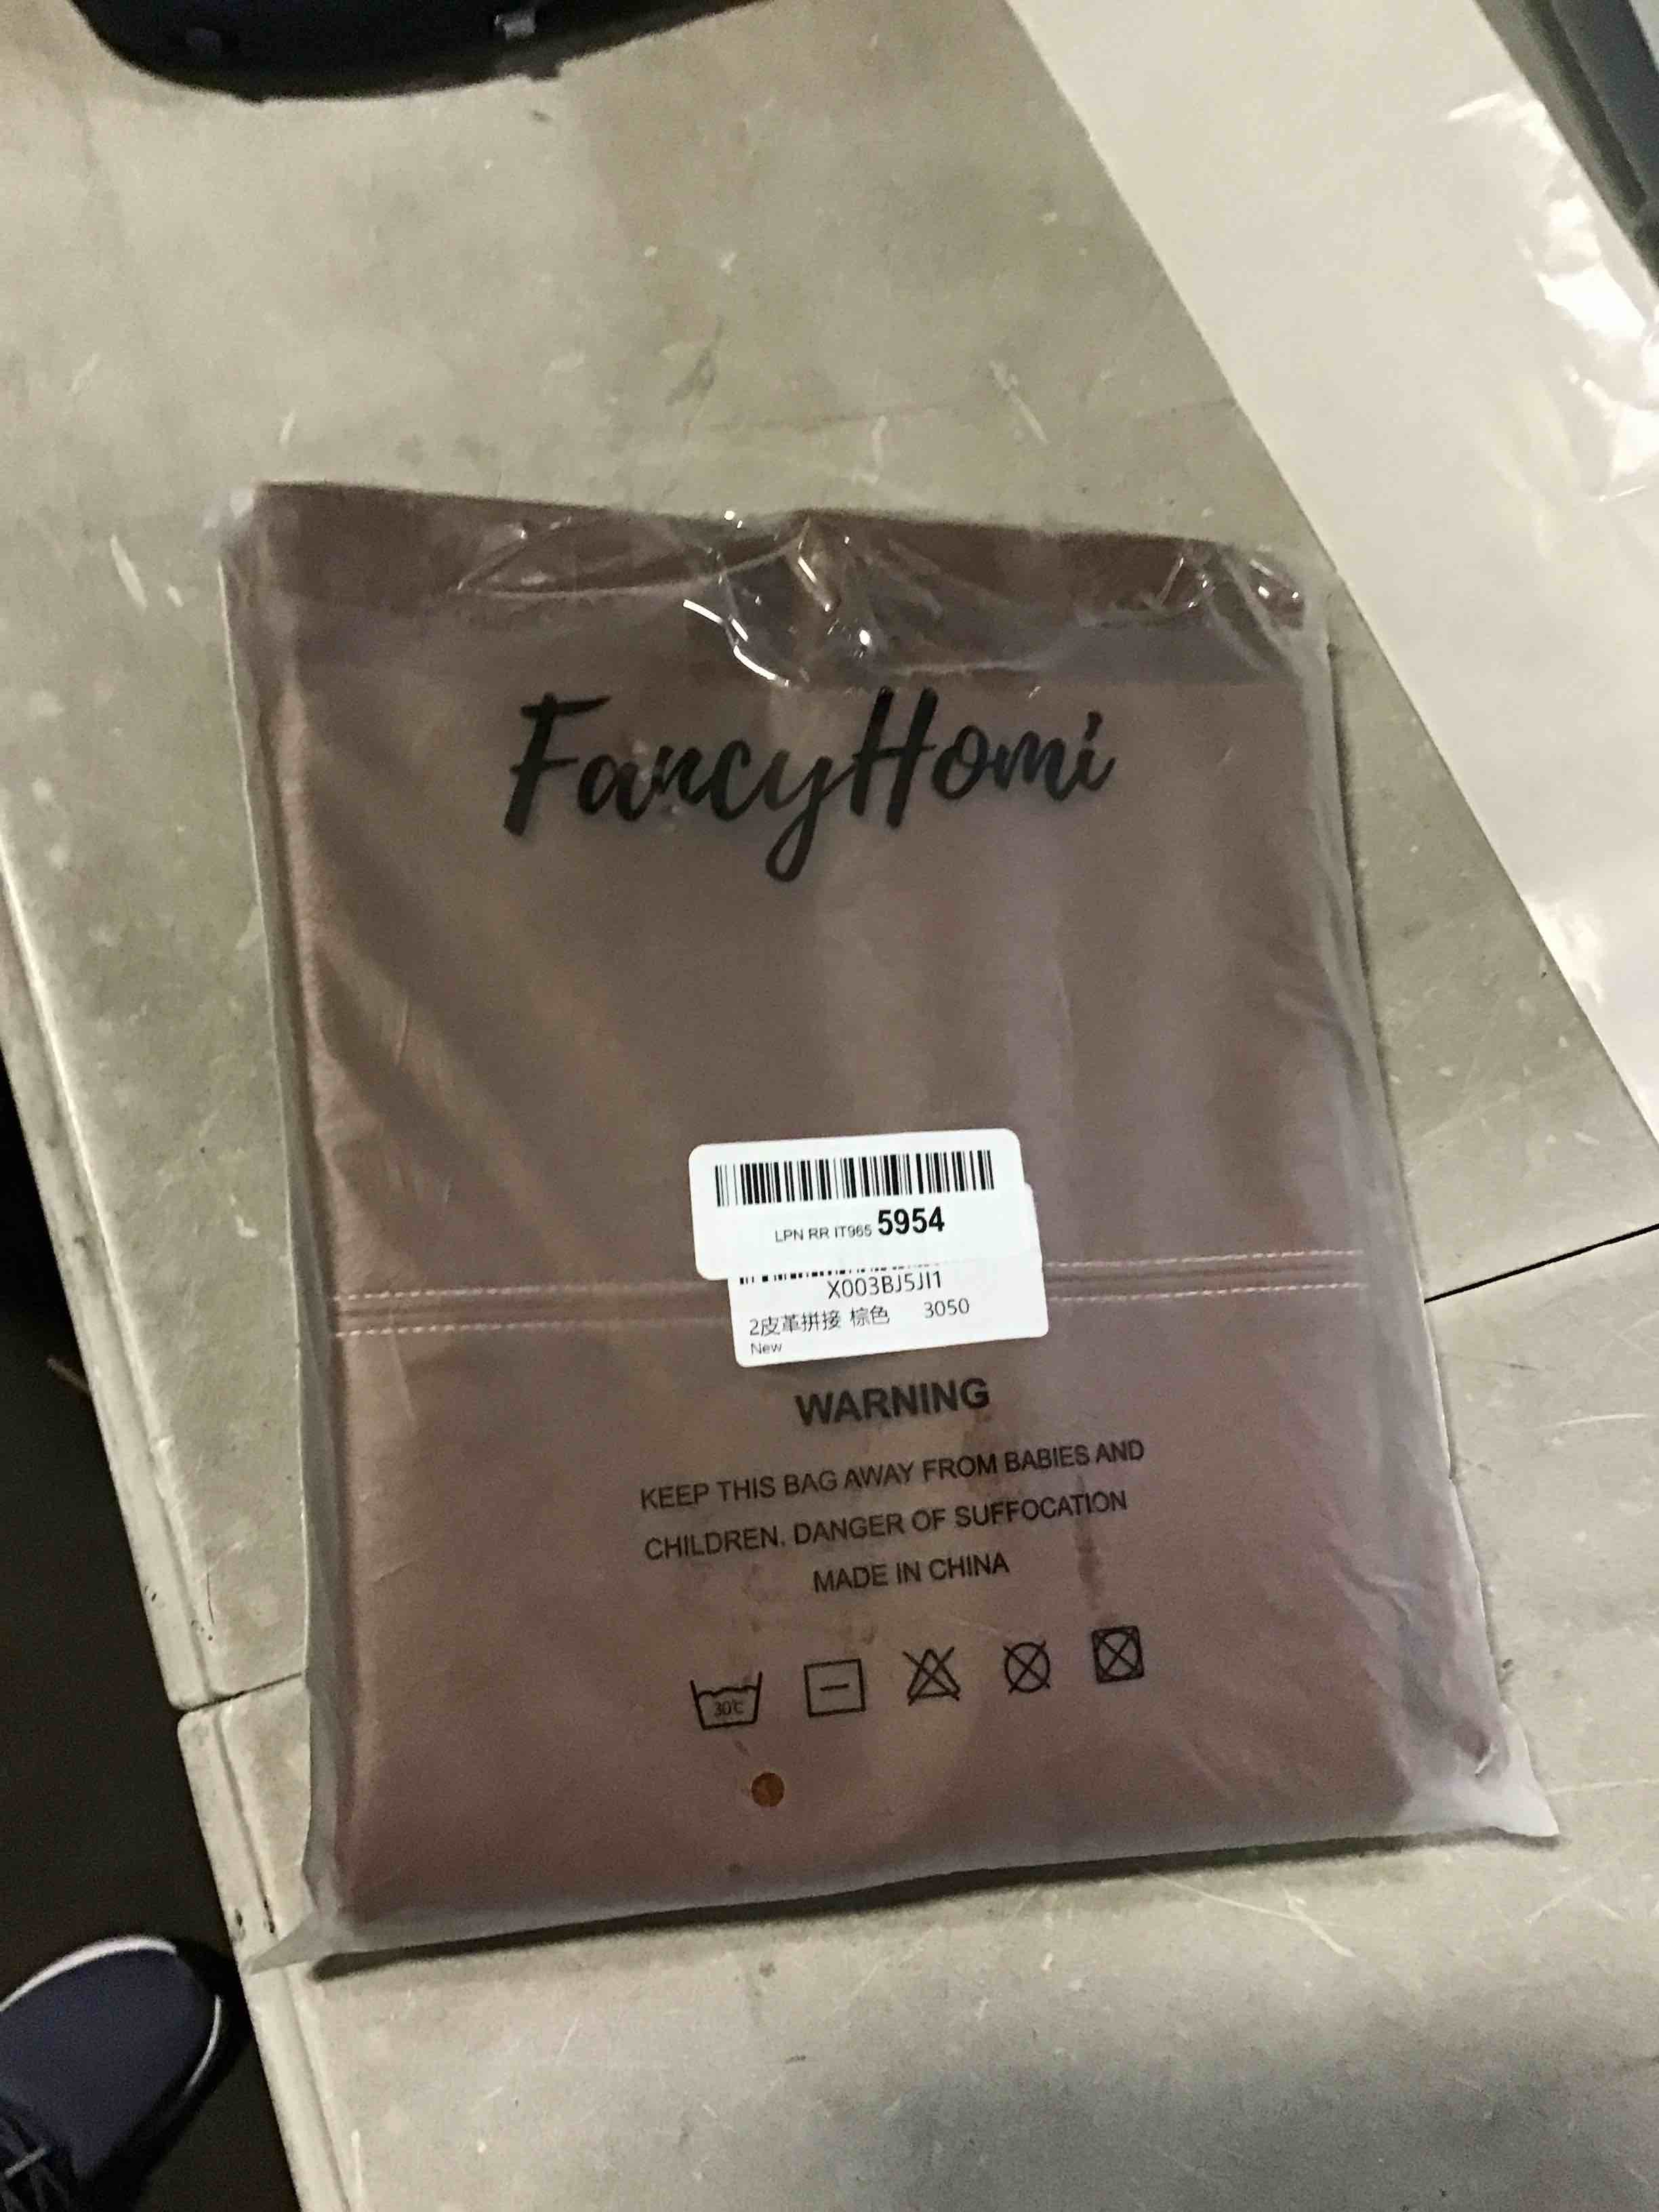 FancyHomi
LPN RR IT965 5954
X003BJ5JI1
2皮革拼接 棕色 3050
New
WARNING
KEEP THIS BAG AWAY FROM BABIES AND
CHILDREN. DANGER OF SUFFOCATION
MADE IN CHINA
30℃